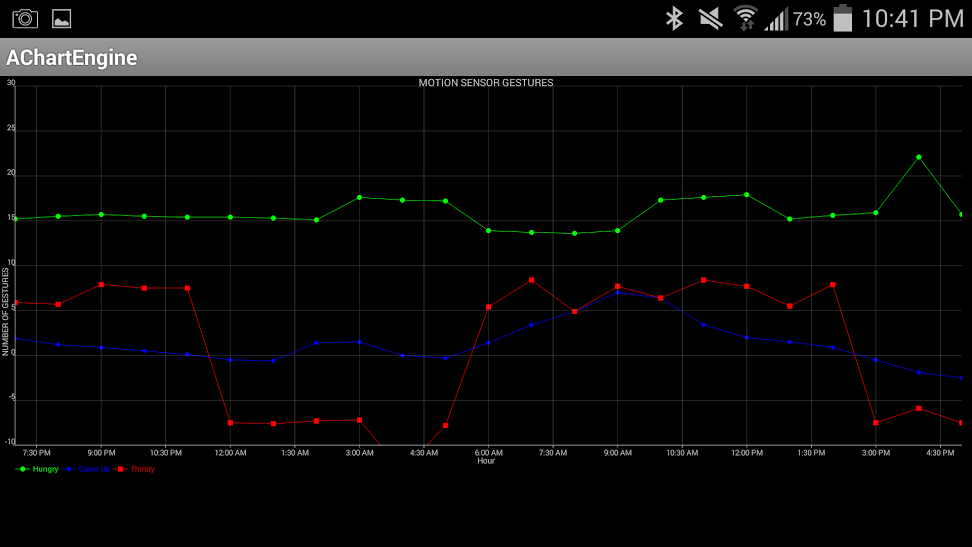 73% 10:41 PM
AChartEngine
MOTION SENSOR GESTURES
NUMBER OF GESTURES
30
25
20
15
10
5
0
-5
-10
7:30 PM 9:00 PM 10:30 PM 12:00 AM 1:30 AM 3:00 AM 4:30 AM 6:00 AM 7:30 AM 9:00 AM 10:30 AM 12:00 PM 1:30 PM 3:00 PM 4:30 PM
Hour
Hungry Come Up Thirsty